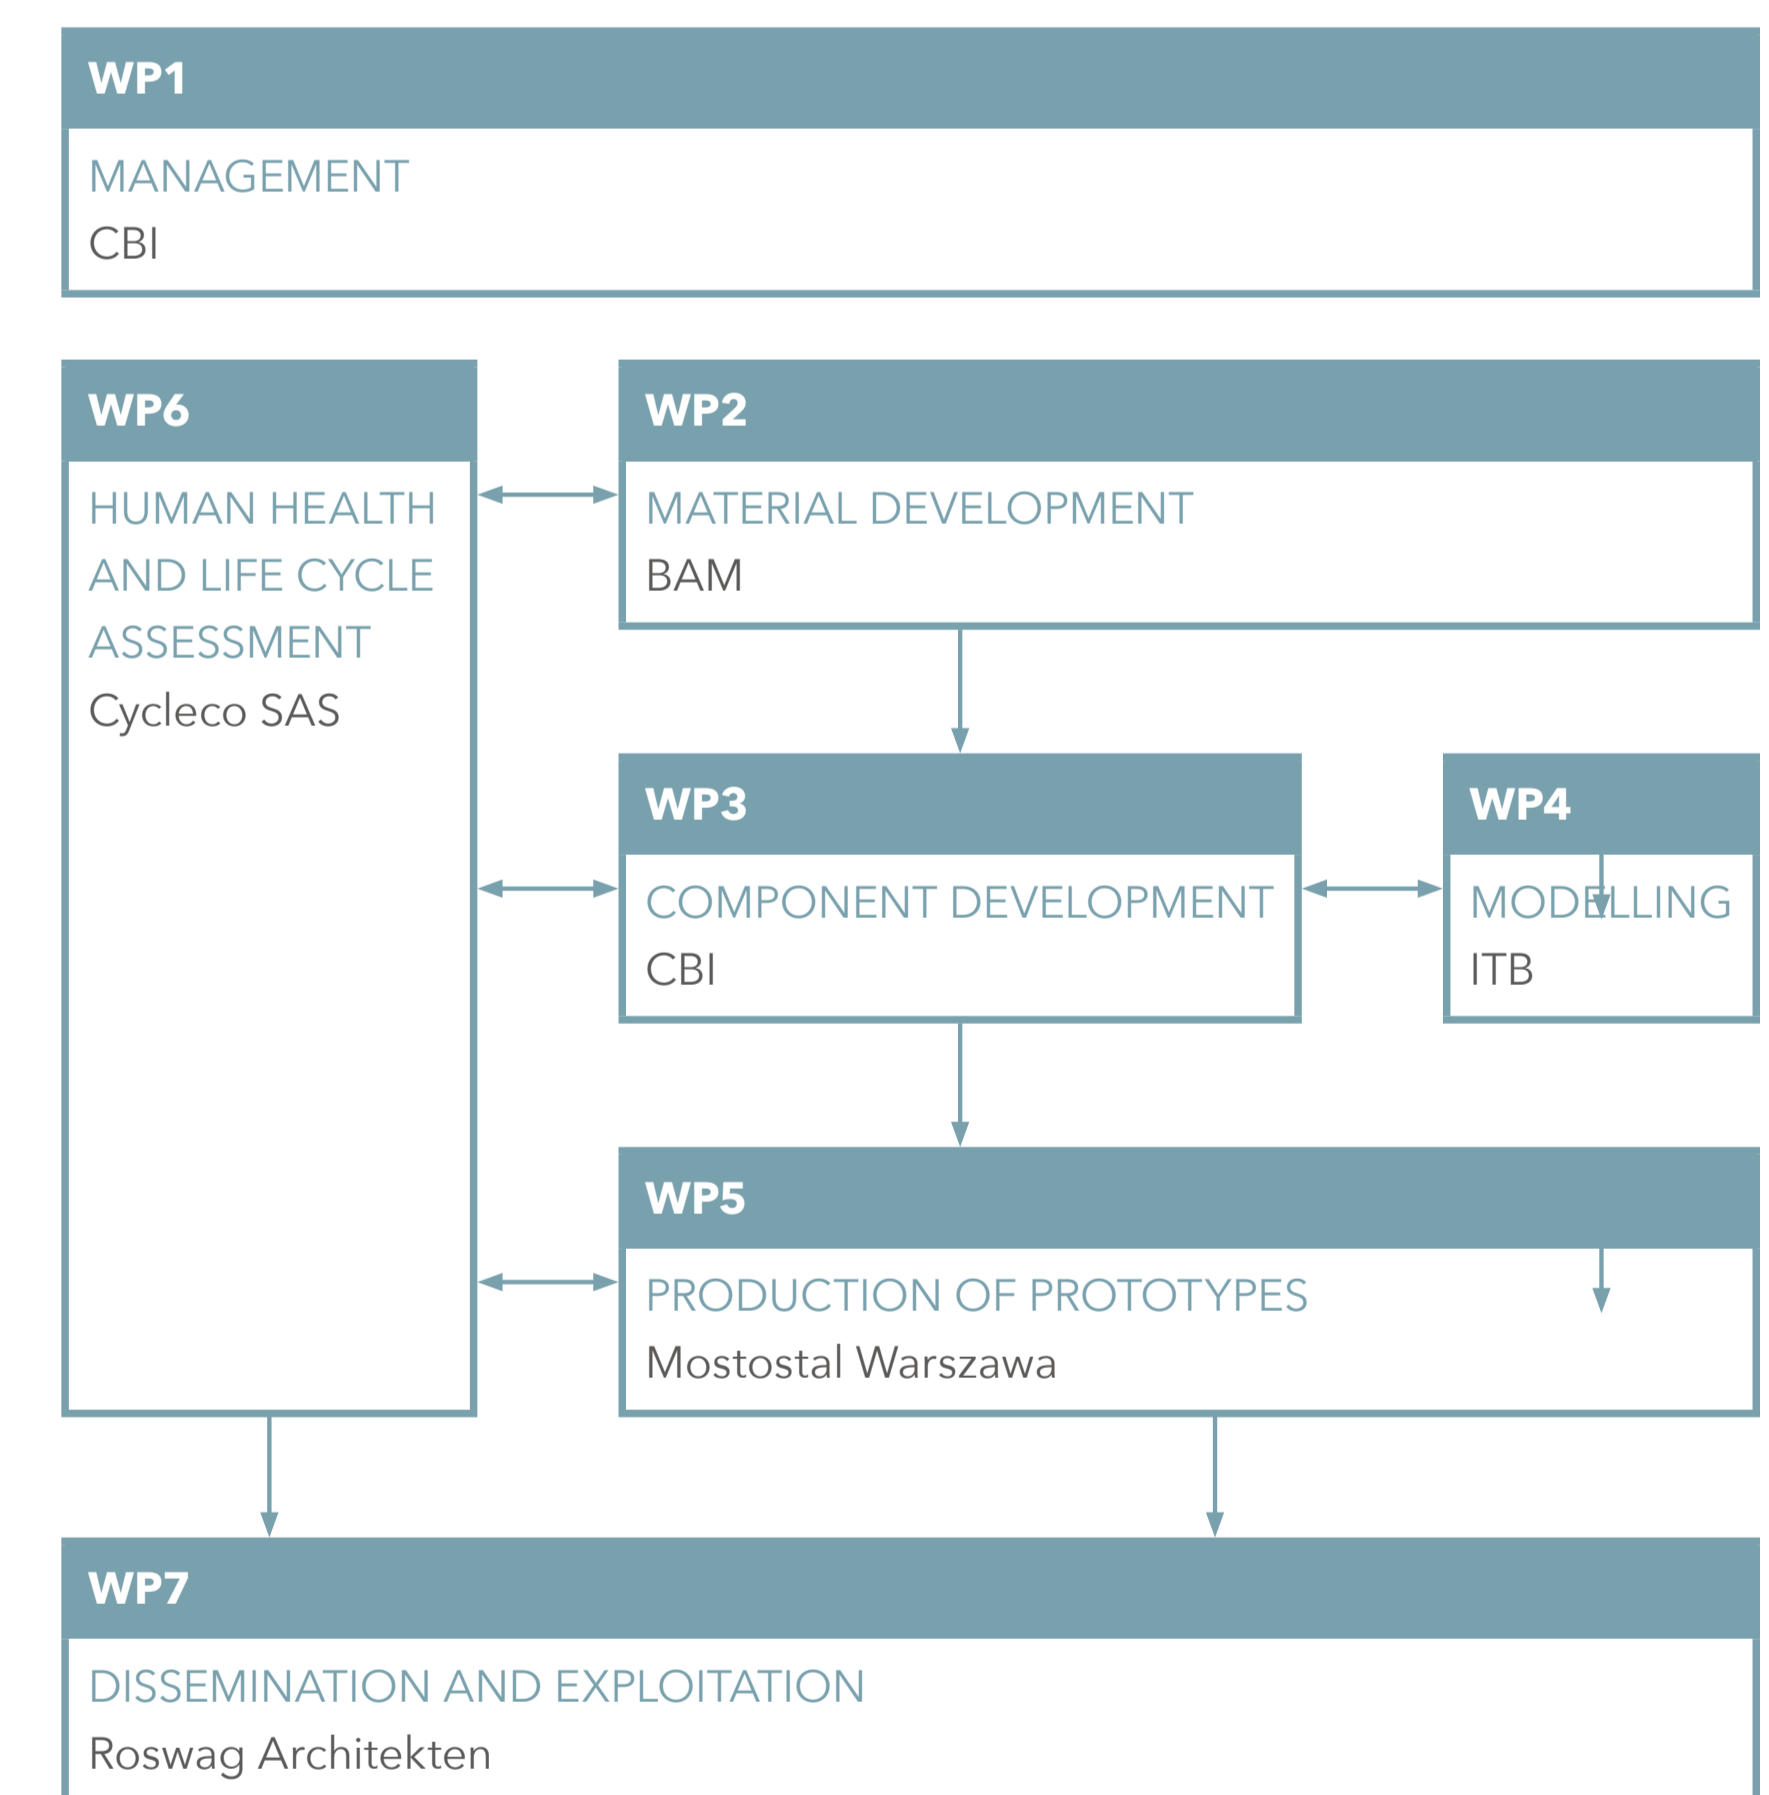 WP1
MANAGEMENT
CBI
WP6
HUMAN HEALTH
AND LIFE CYCLE
ASSESSMENT
Cycleco SAS
WP2
MATERIAL DEVELOPMENT
BAM
WP3
COMPONENT DEVELOPMENT
CBI
WP4
MODELLING
ITB
WP5
PRODUCTION OF PROTOTYPES
Mostostal Warszawa
WP7
DISSEMINATION AND EXPLOITATION
Roswag Architekten